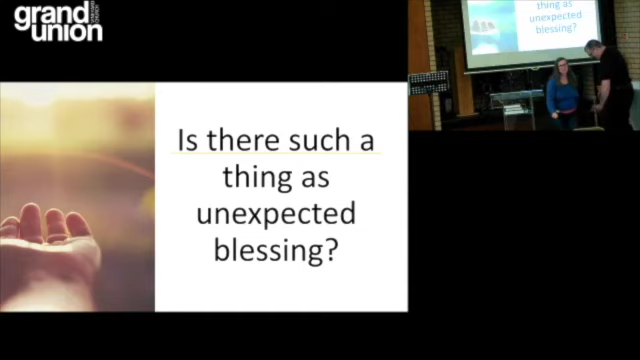 grand
union
Is there such a
thing as
unexpected
blessing?
thing as
unexpected
blessing?